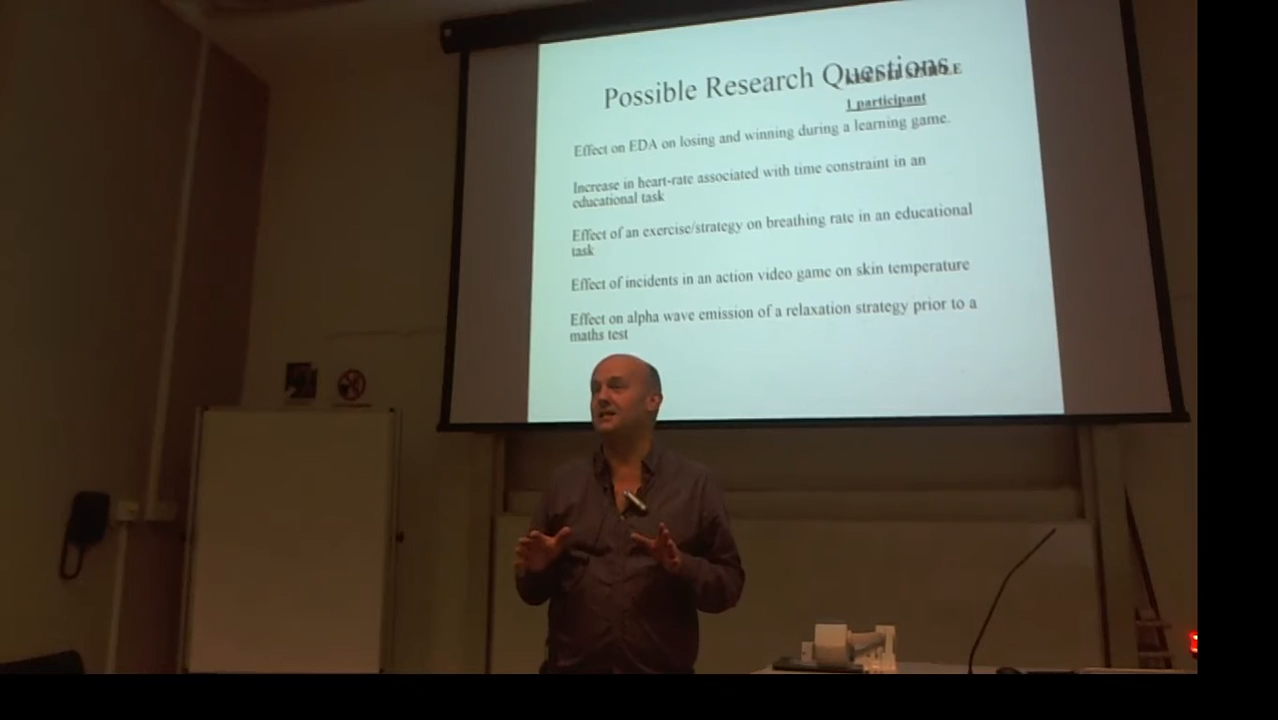 Possible Research Questions
1 participant
Effect on EDA on losing and winning during a learning game.
Increase in heart-rate associated with time constraint in an
educational task
Effect of an exercise/strategy on breathing rate in an educational
task
Effect of incidents in an action video game on skin temperature
Effect on alpha wave emission of a relaxation strategy prior to a
maths test